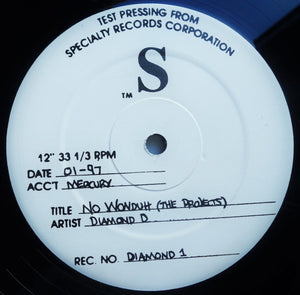 TEST PRESSING FROM
SPECIALTY RECORDS CORPORATION
S
TM
12" 33 1/3 RPM
DATE 01-97
ACC'T MERCURY
TITLE NO WONDUH (THE PROJECTS)
ARTIST DIAMOND D
REC. NO. DIAMOND 1